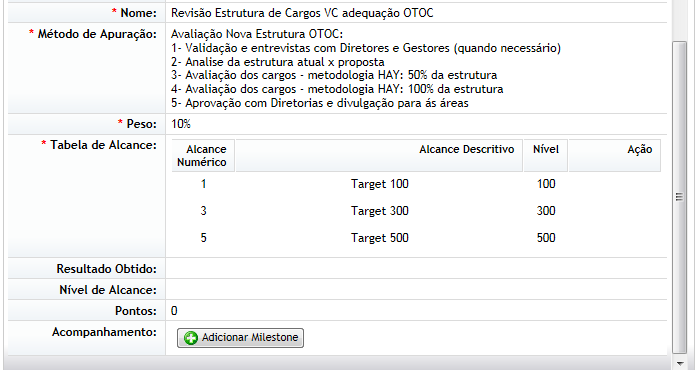 * Nome: Revisão Estrutura de Cargos VC adequação OTOC
* Método de Apuração: Avaliação Nova Estrutura OTOC:
1- Validação e entrevistas com Diretores e Gestores (quando necessário)
2- Analise da estrutura atual x proposta
3- Avaliação dos cargos - metodologia HAY: 50% da estrutura
4- Avaliação dos cargos - metodologia HAY: 100% da estrutura
5- Aprovação com Diretorias e divulgação para ás áreas
* Peso: 10%
* Tabela de Alcance: Alcance Numérico Alcance Descritivo Nível Ação
1 Target 100 100
3 Target 300 300
5 Target 500 500
Resultado Obtido:
Nível de Alcance:
Pontos: 0
Acompanhamento: Adicionar Milestone